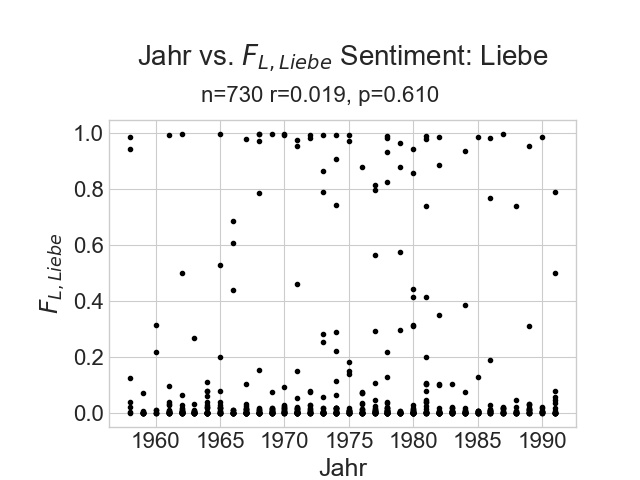 Jahr vs. F_{L, Liebe} Sentiment: Liebe
n=730 r=0.019, p=0.610
1.0
0.8
0.6
0.4
0.2
0.0
F_{L, Liebe}
1960 1965 1970 1975 1980 1985 1990
Jahr